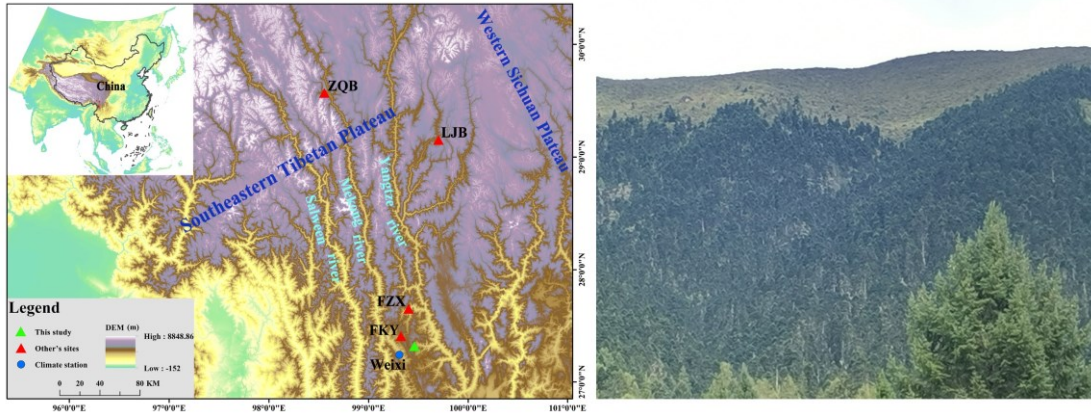 China
ZQB
LJB
Western Sichuan Plateau
Southeastern Tibetan Plateau
Salween river
Mekong river
Yangtze river
FZX
FKY
Weixi
Legend
This study
Other's sites
Climate station
DEM (m)
High : 8848.86
Low : -152
0 20 40 80 KM
30°0'0"N
29°0'0"N
28°0'0"N
27°0'0"N
96°0'0"E
97°0'0"E
98°0'0"E
99°0'0"E
100°0'0"E
101°0'0"E